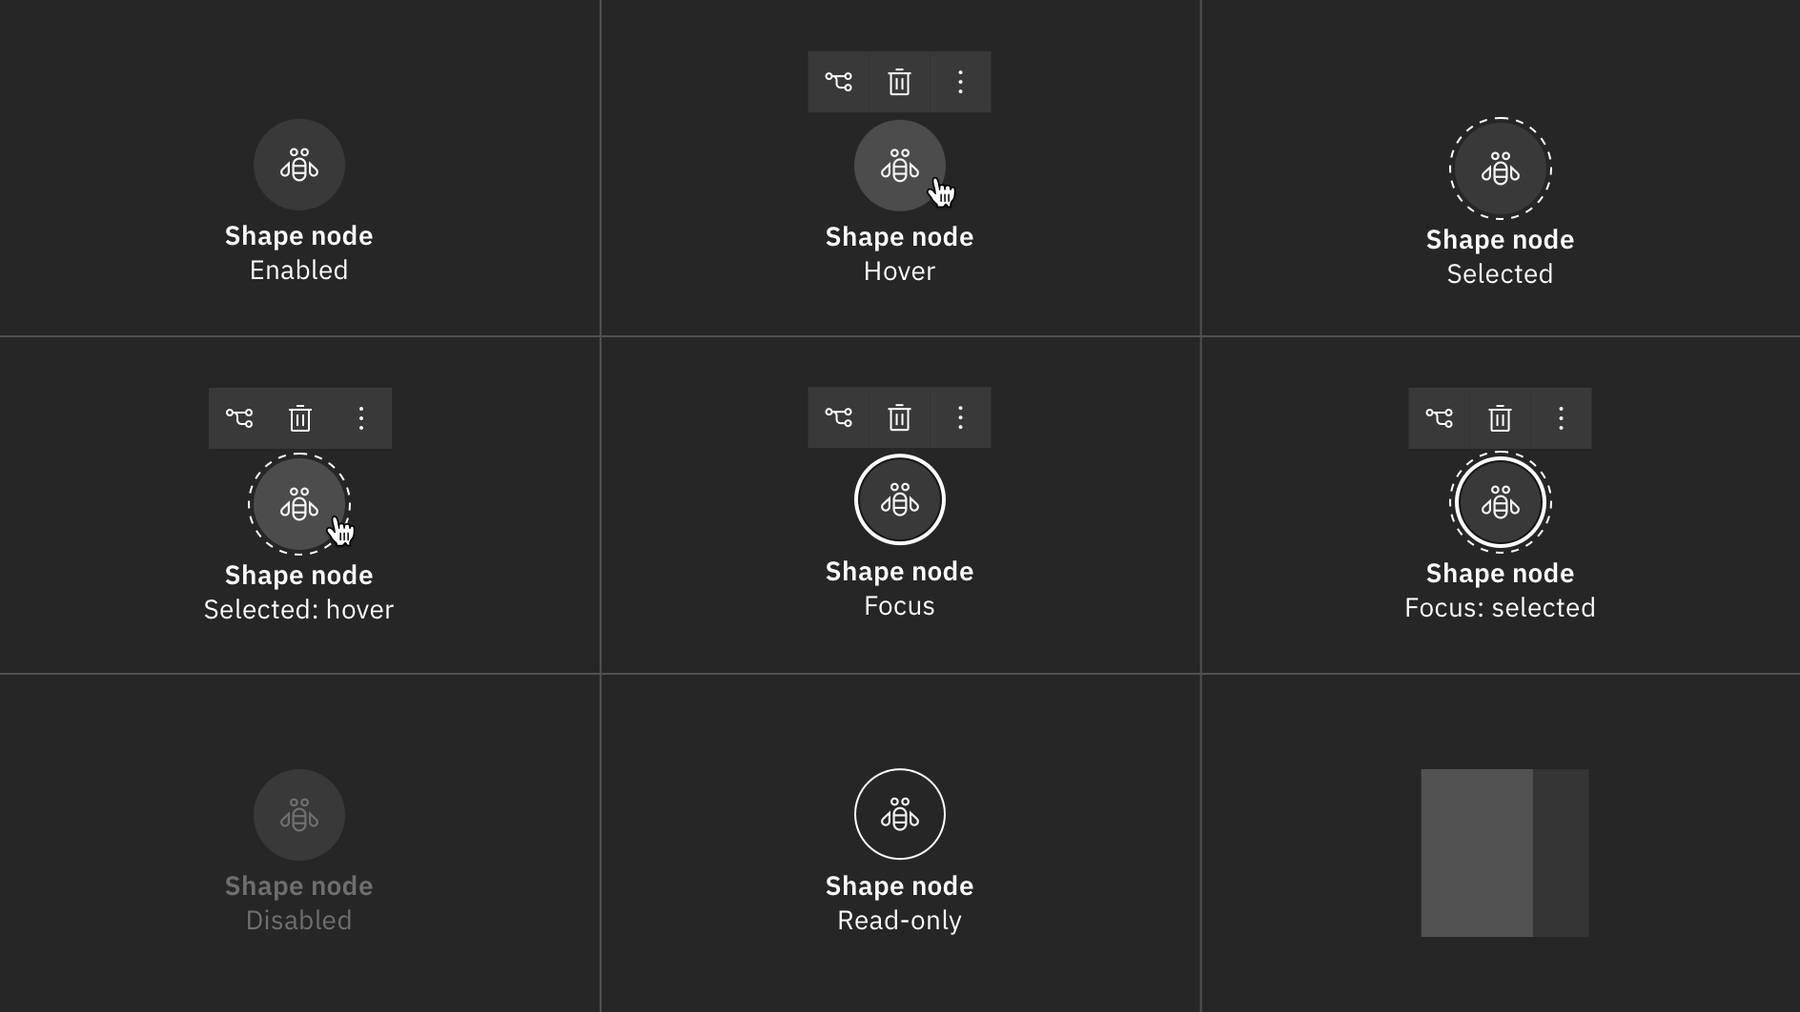 Shape node
Enabled
Shape node
Hover
Shape node
Selected
Shape node
Selected: hover
Shape node
Focus
Shape node
Focus: selected
Shape node
Disabled
Shape node
Read-only